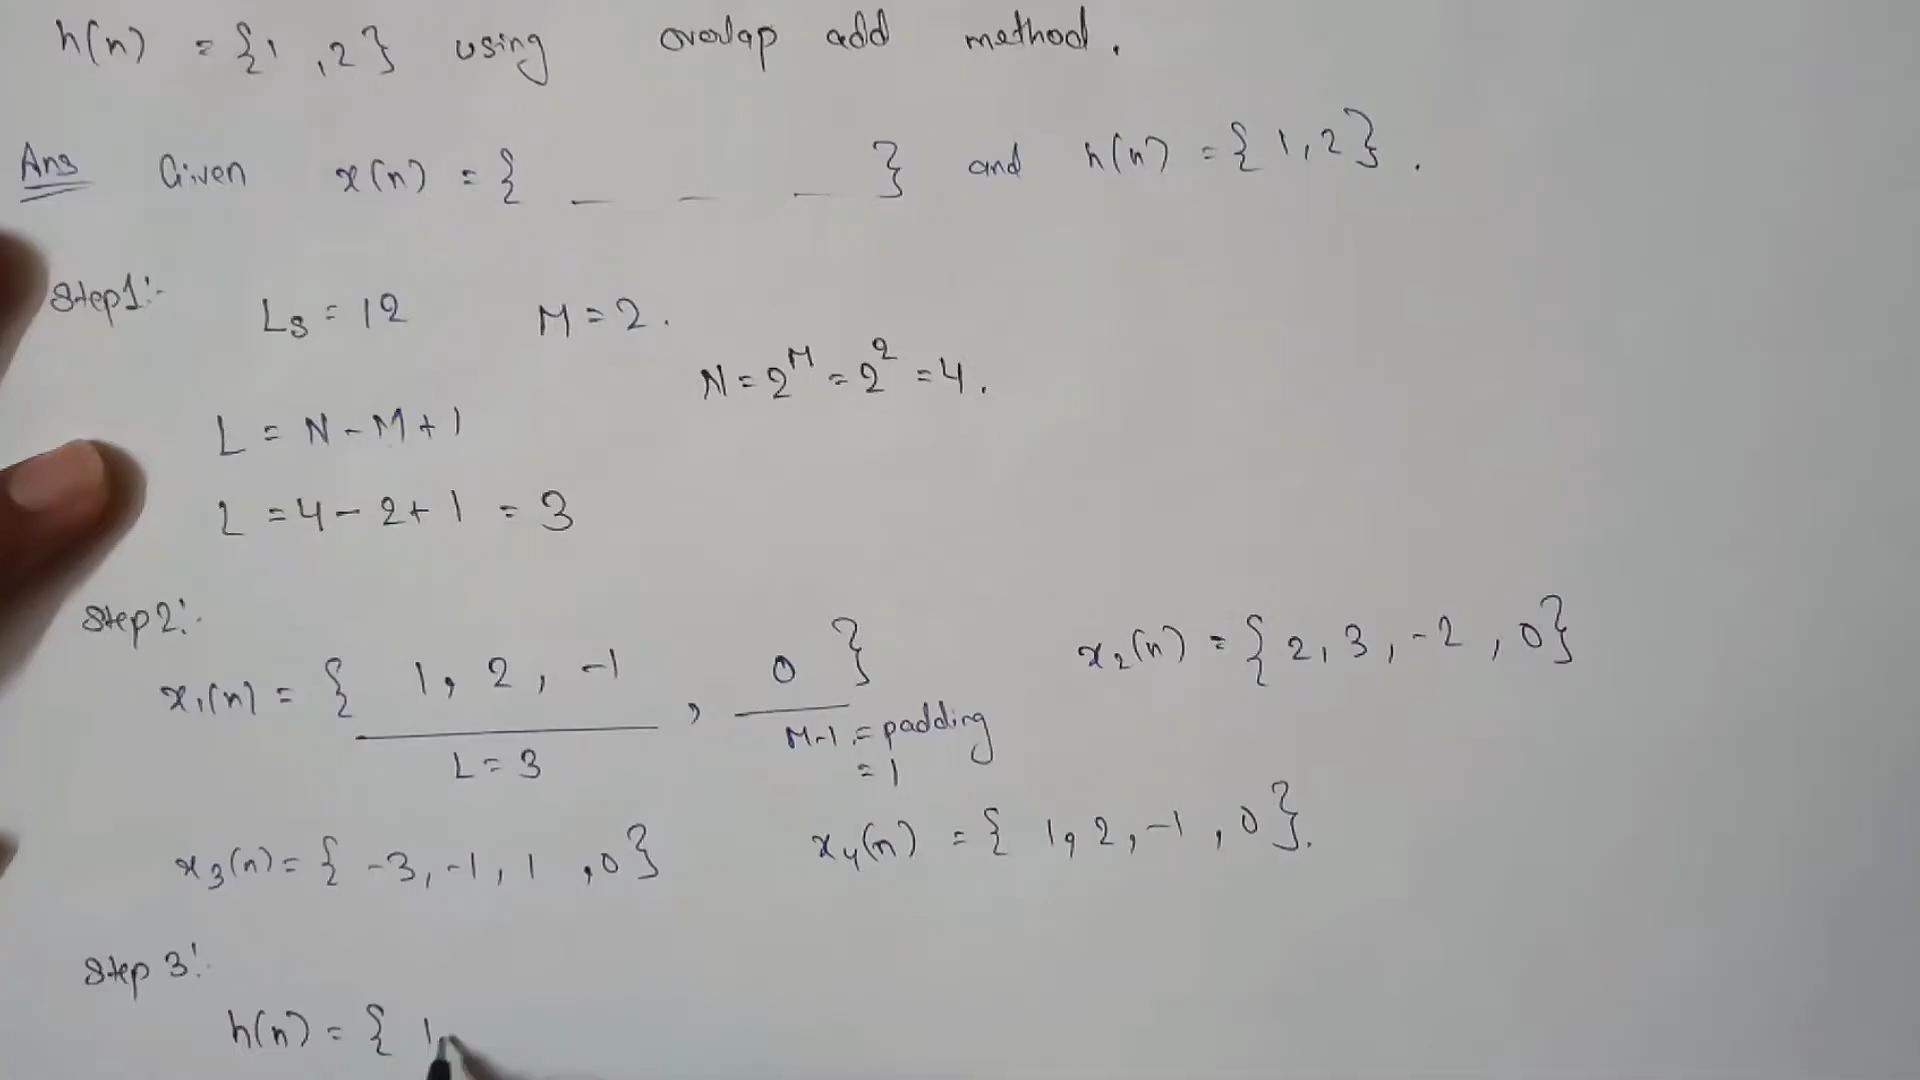 h(n) = {1, 2} using overlap add method.
Ans Given x(n) = { _ _ _ } and h(n) = {1, 2}.
Step1:-
Ls = 12 M = 2.
N = 2^M = 2^2 = 4.
L = N - M + 1
L = 4 - 2 + 1 = 3
Step2:-
x1(n) = { 1, 2, -1, 0 } x2(n) = { 2, 3, -2, 0}
L = 3 M-1 = padding
= 1
x3(n) = { -3, -1, 1, 0} x4(n) = { 1, 2, -1, 0}.
Step 3:-
h(n) = { 1,